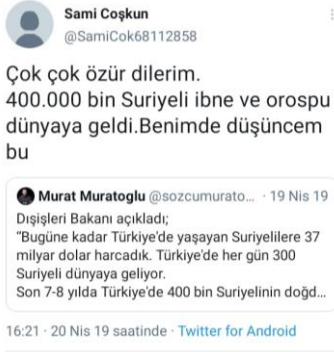 Sami Coşkun
@SamiCok68112858
Çok çok özür dilerim.
400.000 bin Suriyeli ibne ve orospu
dünyaya geldi.Benimde düşüncem
bu
Murat Muratoglu @sozcumurato... · 19 Nis 19
Dışişleri Bakanı açıkladı;
"Bugüne kadar Türkiye'de yaşayan Suriyelilere 37
milyar dolar harcadık. Türkiye'de her gün 300
Suriyeli dünyaya geliyor.
Son 7-8 yılda Türkiye'de 400 bin Suriyelinin doğd...
16:21 · 20 Nis 19 saatinde · Twitter for Android